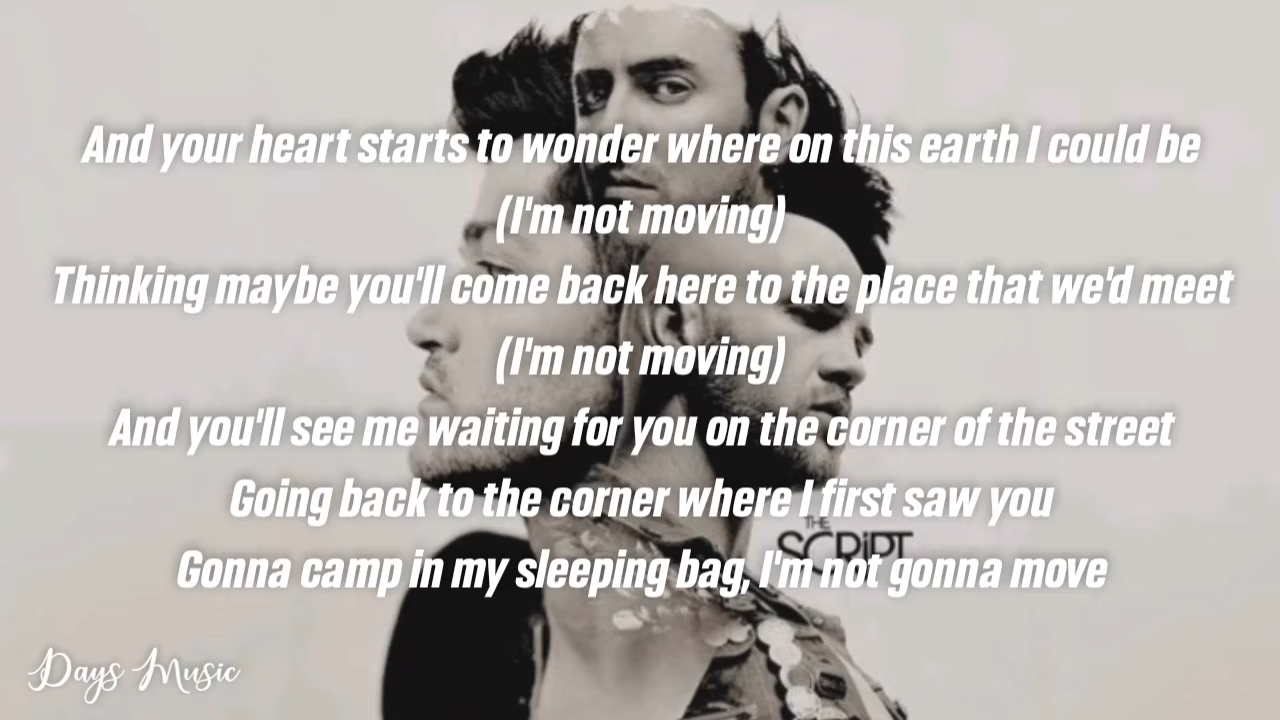 And your heart starts to wonder where on this earth I could be
(I'm not moving)
Thinking maybe you'll come back here to the place that we'd meet
(I'm not moving)
And you'll see me waiting for you on the corner of the street
Going back to the corner where I first saw you
THE
SCRIPT
Gonna camp in my sleeping bag, I'm not gonna move
Days Music